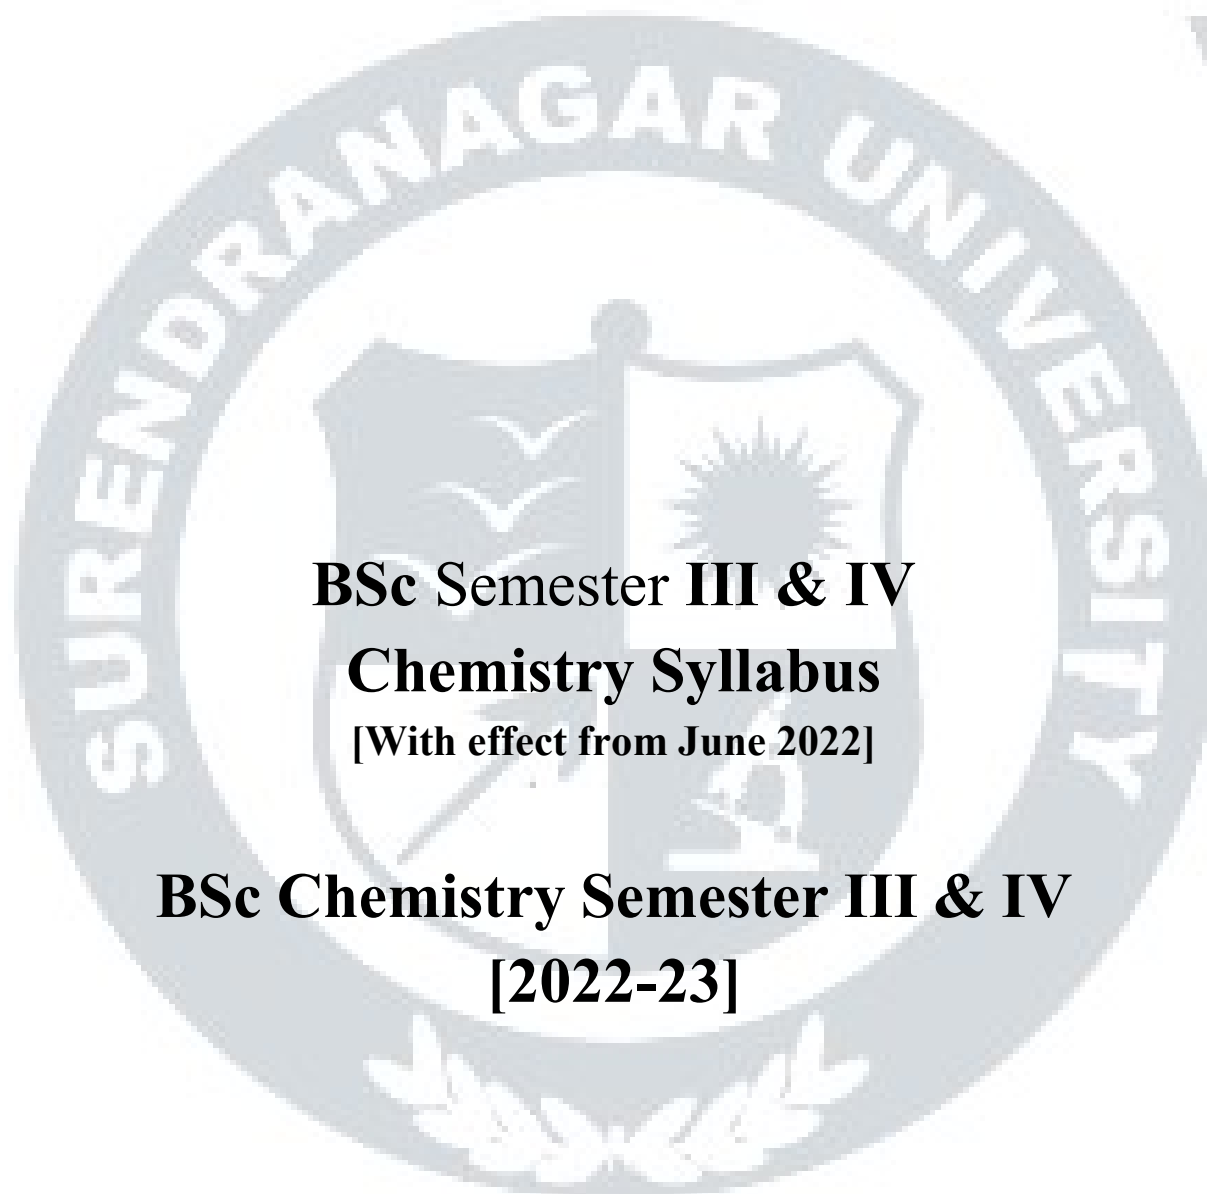 SURENDRANAGAR UNIVERSITY
BSc Semester III & IV
Chemistry Syllabus
[With effect from June 2022]
BSc Chemistry Semester III & IV
[2022-23]